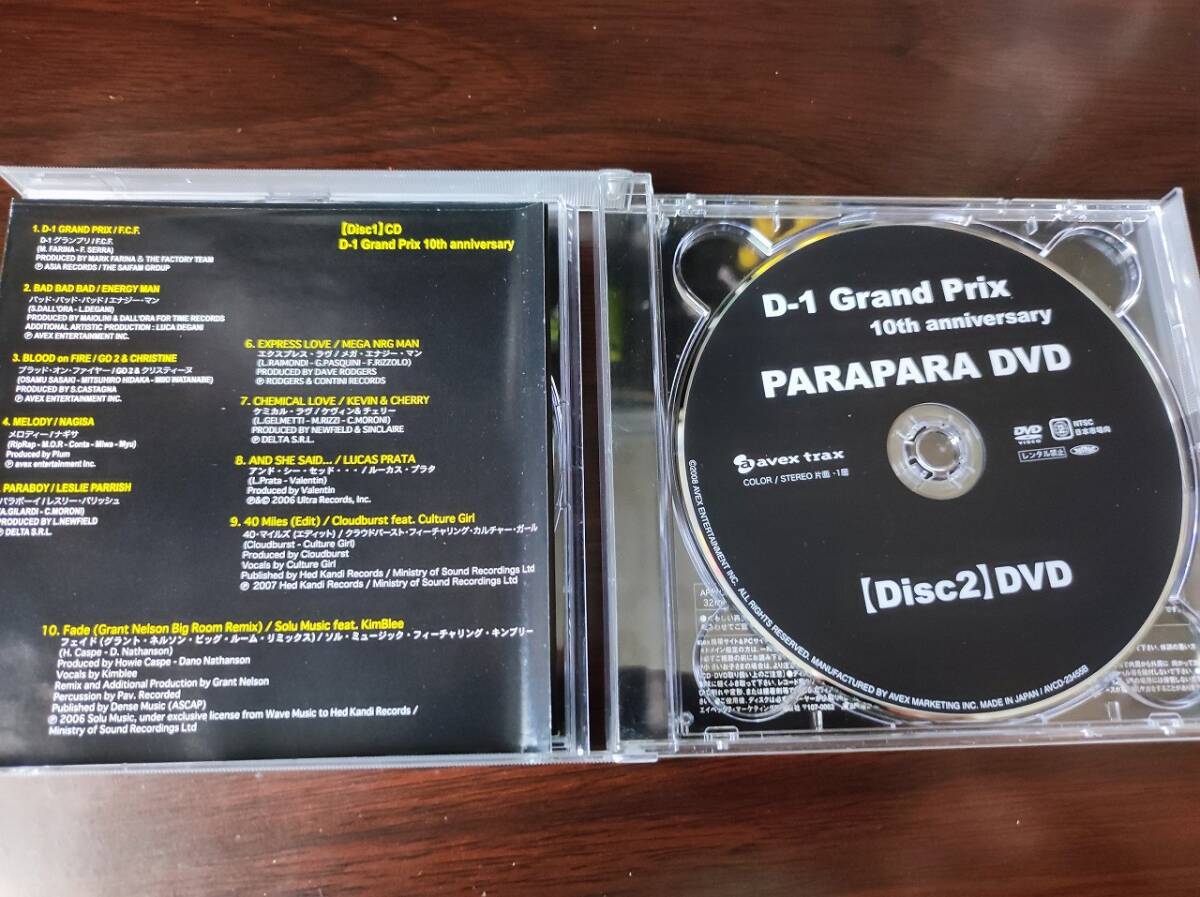 【Disc1】CD
D-1 Grand Prix 10th anniversary
1. D-1 GRAND PRIX / F.C.F.
D-1 グランプリ / F.C.F.
(M. FARINA - F. SERRA)
PRODUCED BY MARK FARINA & THE FACTORY TEAM
Ⓟ ASIA RECORDS / THE SAIFAM GROUP
2. BAD BAD BAD / ENERGY MAN
バッド・バッド・バッド / エナジー・マン
(S.DALL'ORA - L.DEGANI)
PRODUCED BY MAIOLINI & DALL'ORA FOR TIME RECORDS
ADDITIONAL ARTISTIC PRODUCTION : LUCA DEGANI
Ⓟ AVEX ENTERTAINMENT INC.
3. BLOOD on FIRE / GO 2 & CHRISTINE
ブラッド・オン・ファイヤー / GO 2 & クリスティーヌ
(OSAMU SASAKI - MITSUHIRO HIDAKA - MIKI WATANABE)
PRODUCED BY S.CASTAGNA
Ⓟ AVEX ENTERTAINMENT INC.
4. MELODY / NAGISA
メロディー / ナギサ
(RipRap - M.O.R - Conta - Miwa - Myu)
Produced by Plum
Ⓟ avex entertainment Inc.
. PARABOY / LESLIE PARRISH
パラボーイ / レスリー・パリッシュ
(A.GILARDI - C.MORONI)
PRODUCED BY L.NEWFIELD
Ⓟ DELTA S.R.L.
6. EXPRESS LOVE / MEGA NRG MAN
エクスプレス・ラヴ / メガ・エナジー・マン
(L.RAIMONDI - G.PASQUINI - F.RIZZOLO)
PRODUCED BY DAVE RODGERS
Ⓟ RODGERS & CONTINI RECORDS
7. CHEMICAL LOVE / KEVIN & CHERRY
ケミカル・ラヴ / ケヴィン & チェリー
(L.GELMETTI - M.RIZZI - C.MORONI)
PRODUCED BY NEWFIELD & SINCLAIRE
Ⓟ DELTA S.R.L.
8. AND SHE SAID... / LUCAS PRATA
アンド・シー・セッド・・・ / ルーカス・プラタ
(L.Prata - Valentin)
Produced by Valentin
Ⓟ&© 2006 Ultra Records, Inc.
9. 40 Miles (Edit) / Cloudburst feat. Culture Girl
40・マイルズ (エディット) / クラウドバースト・フィーチャリング・カルチャー・ガール
(Cloudburst - Culture Girl)
Produced by Cloudburst
Vocals by Culture Girl
Published by Hed Kandi Records / Ministry of Sound Recordings Ltd
Ⓟ 2007 Hed Kandi Records / Ministry of Sound Recordings Ltd
10. Fade (Grant Nelson Big Room Remix) / Solu Music feat. KimBlee
フェイド (グラント・ネルソン・ビッグ・ルーム・リミックス) / ソル・ミュージック・フィーチャリング・キンブリー
(H. Caspe - D. Nathanson)
Produced by Howie Caspe - Dano Nathanson
Vocals by Kimblee
Remix and Additional Production by Grant Nelson
Percussion by Pav. Recorded
Published by Dense Music (ASCAP)
Ⓟ 2006 Solu Music, under exclusive license from Wave Music to Hed Kandi Records /
Ministry of Sound Recordings Ltd
D-1 Grand Prix
10th anniversary
PARAPARA DVD
avex trax
COLOR / STEREO 片面・1層
DVD VIDEO
2
NTSC
日本市場向
レンタル禁止
【Disc2】DVD
©2008 AVEX ENTERTAINMENT INC. ALL RIGHTS RESERVED. MANUFACTURED BY AVEX MARKETING INC. MADE IN JAPAN / AVCD-23455B